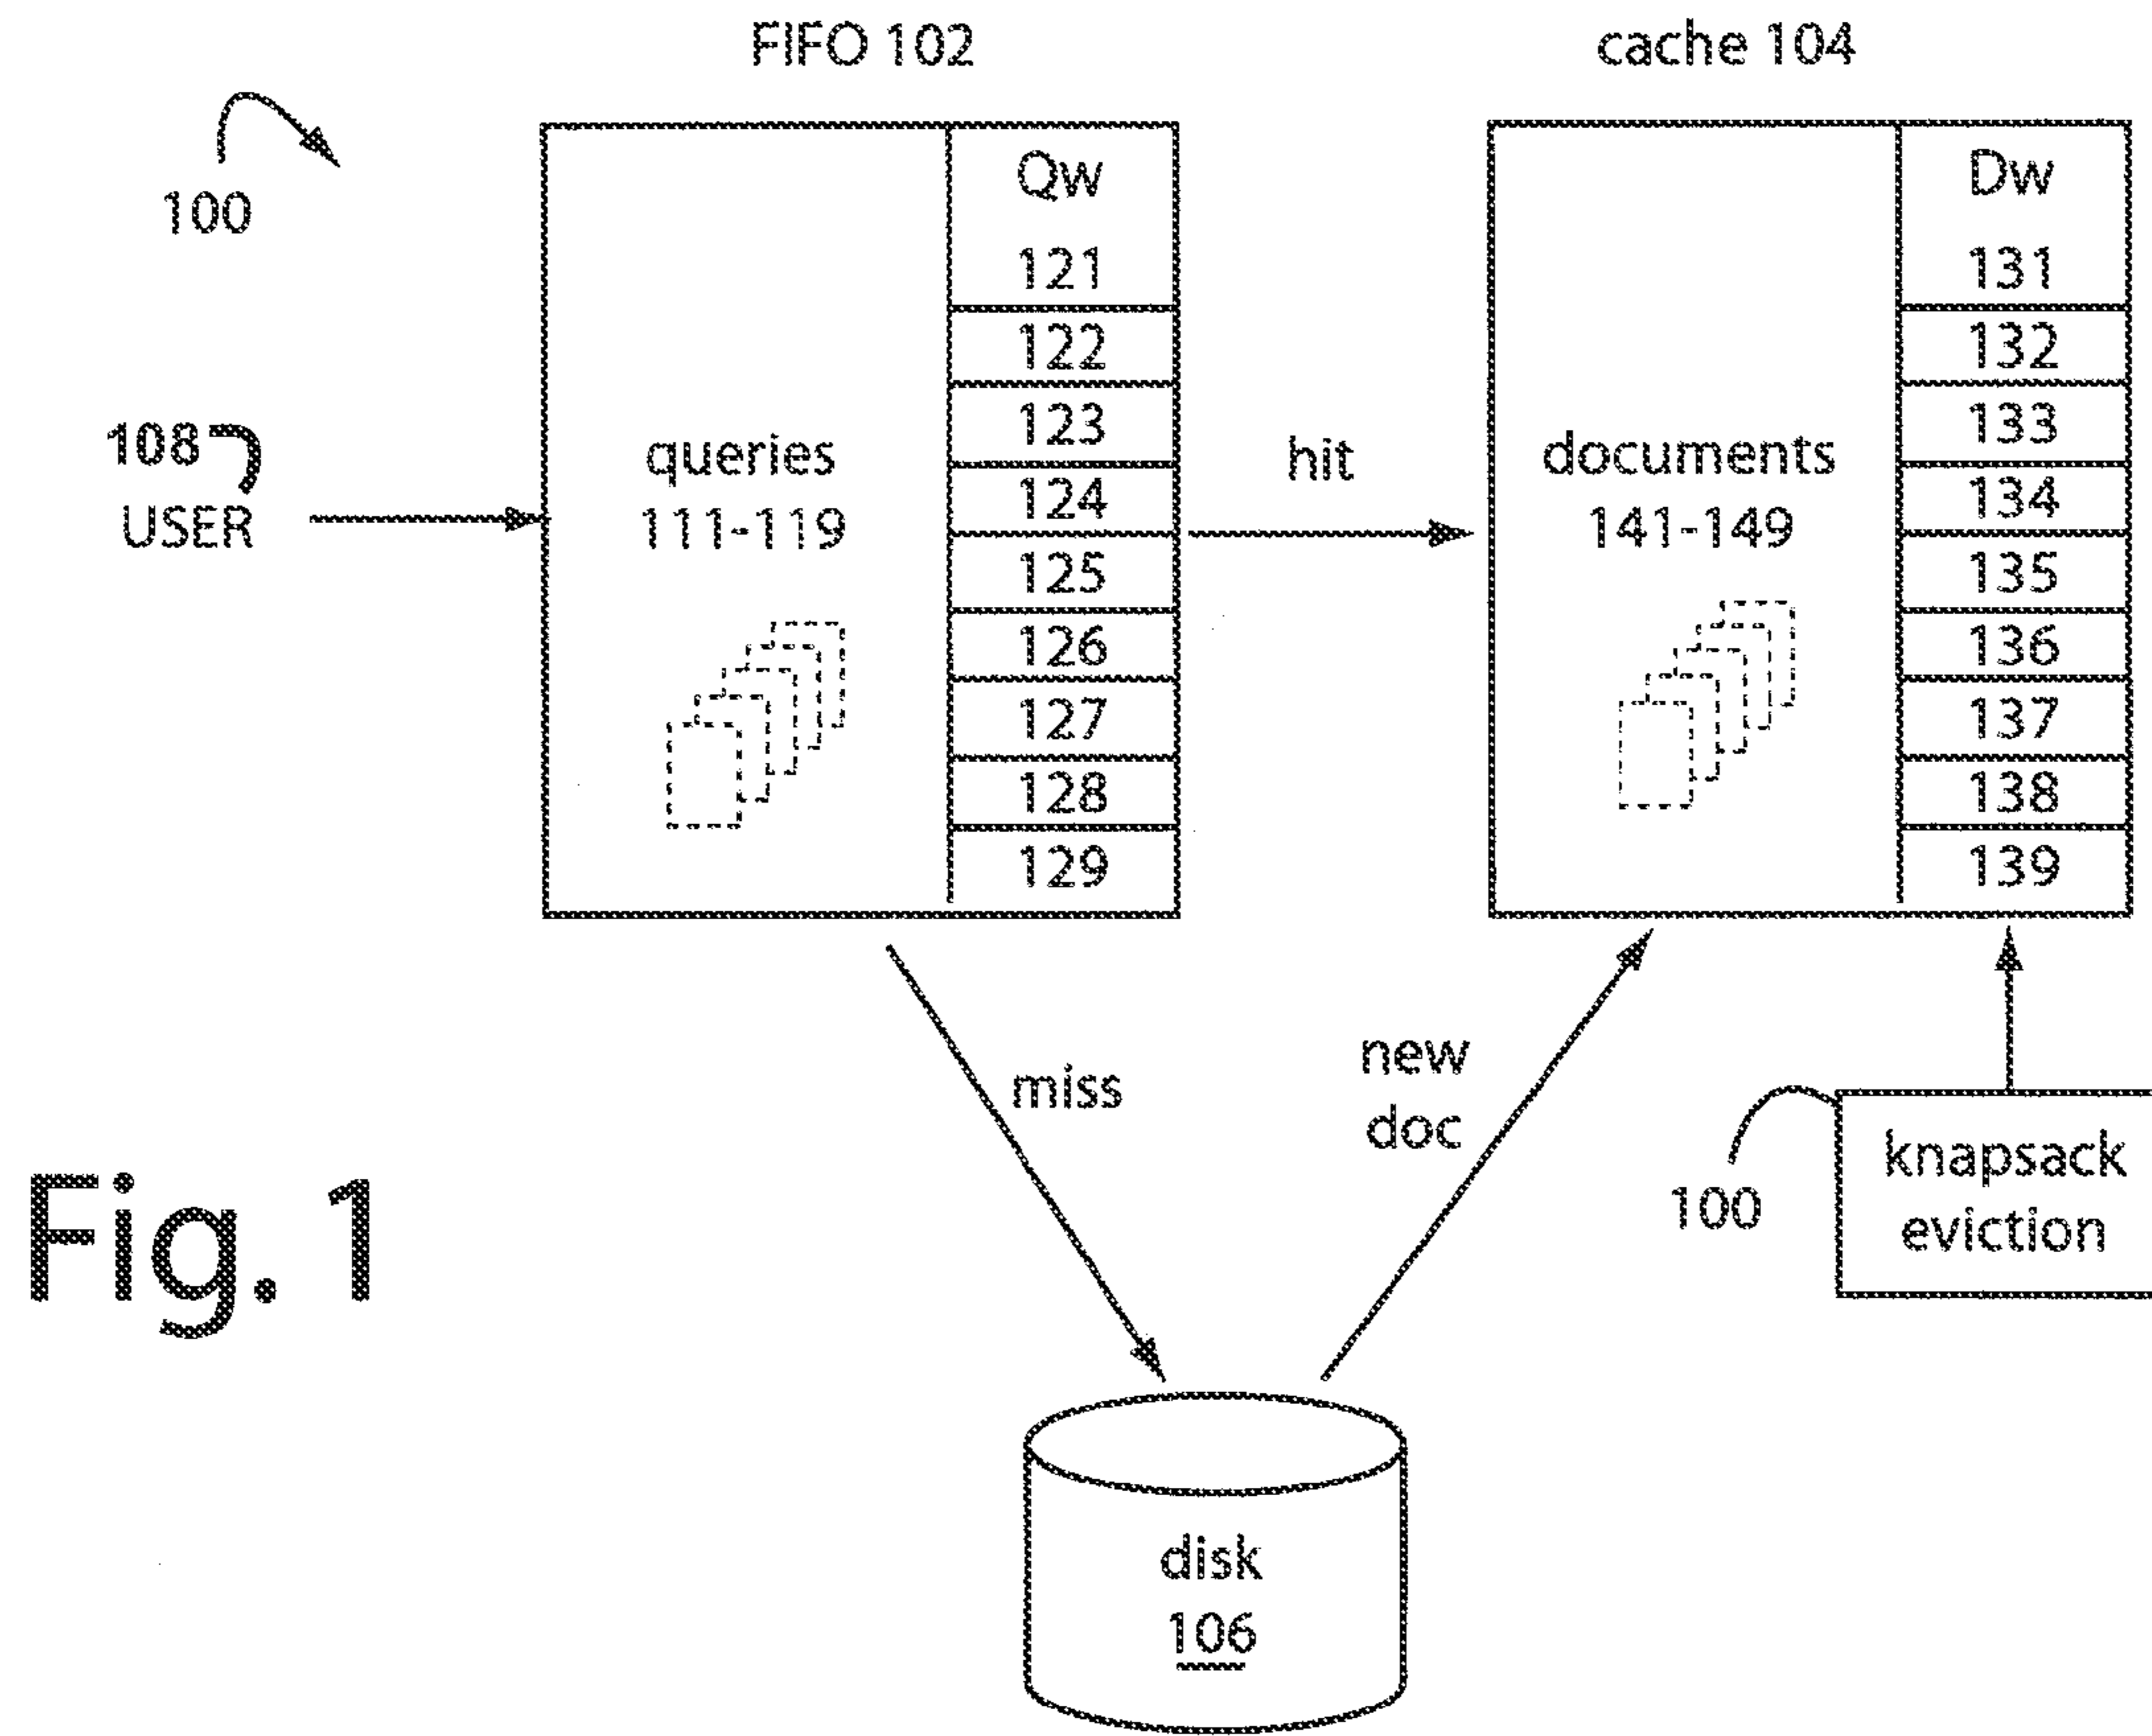 FIFO 102
cache 104
100
108
USER
queries
111-119
Qw
121
122
123
124
125
126
127
128
129
hit
documents
141-149
Dw
131
132
133
134
135
136
137
138
139
miss
new
doc
100
knapsack
eviction
disk
106
Fig. 1